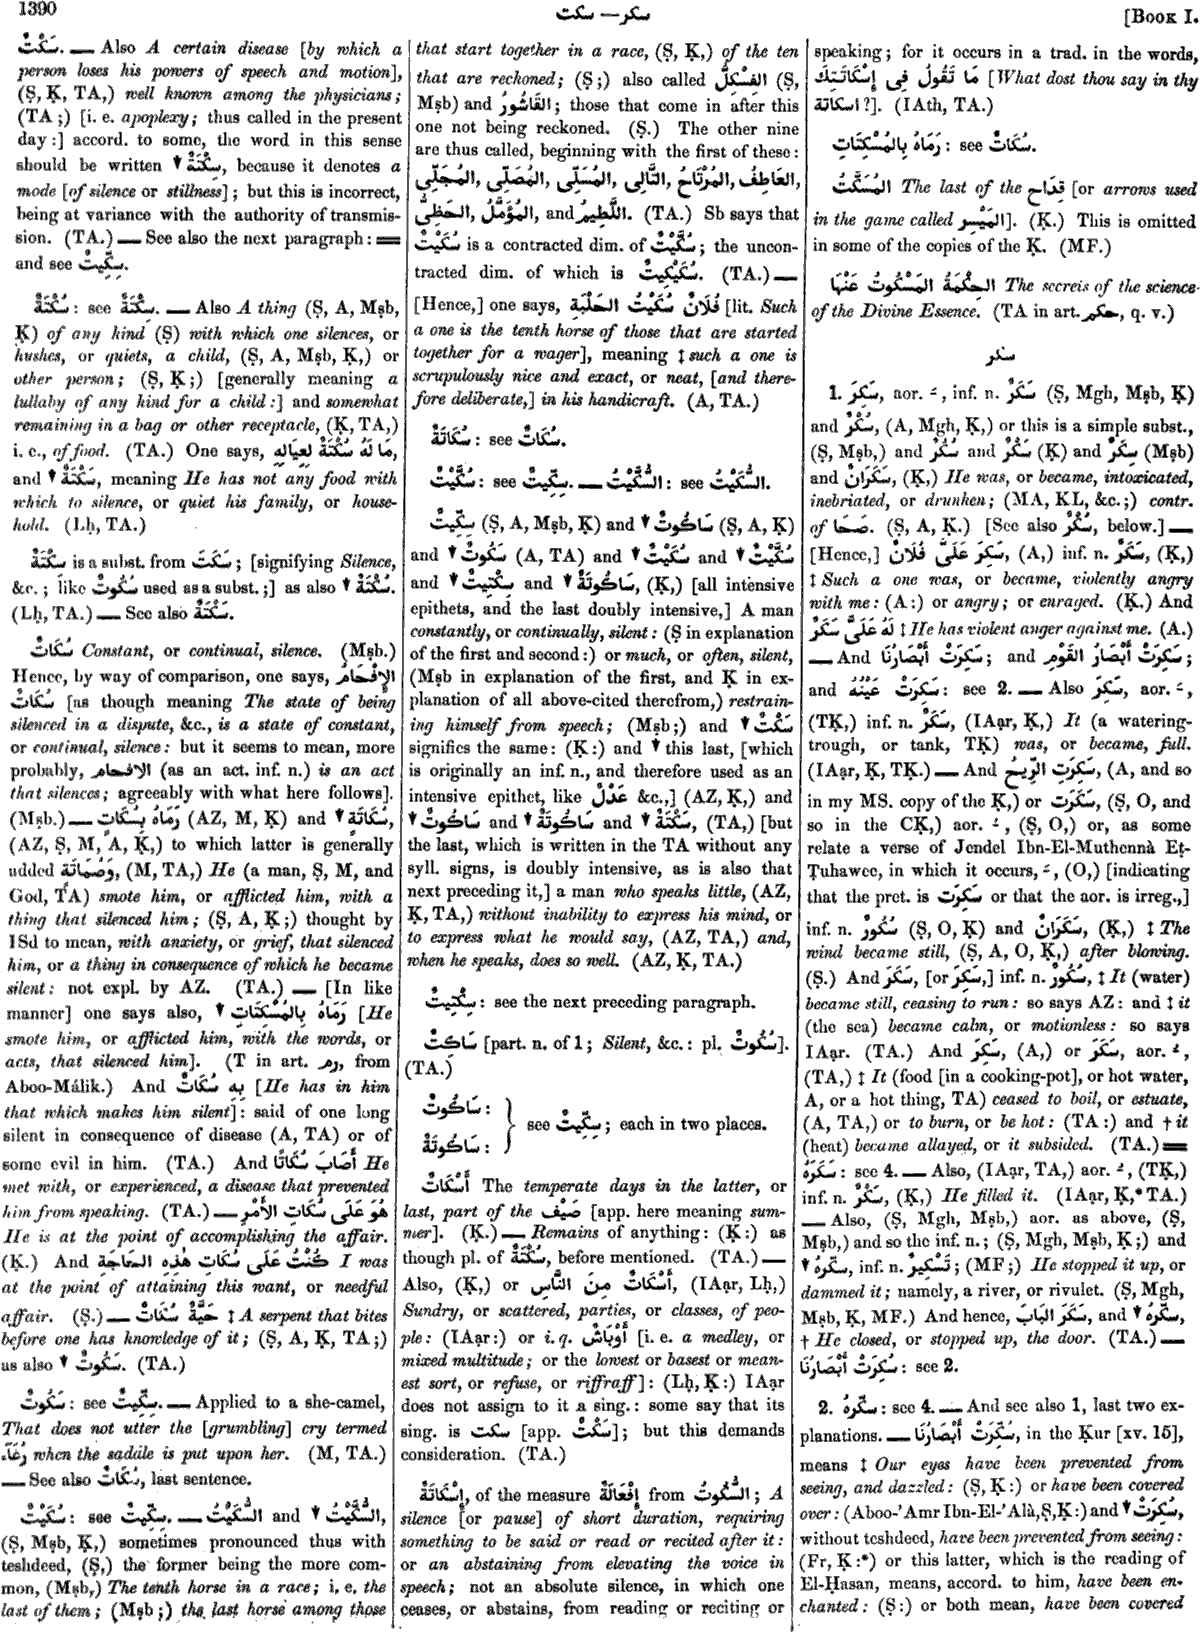 1390
سكت — سكر
[Book I.
سَكْتٌ. — Also A certain disease [by which a
person loses his powers of speech and motion],
(Ṣ, Ḳ, TA,) well known among the physicians;
(TA;) [i. e. apoplexy; thus called in the present
day:] accord. to some, the word in this sense
should be written ▼ سِكْتَةٌ, because it denotes a
mode [of silence or stillness]; but this is incorrect,
being at variance with the authority of transmis-
sion. (TA.) — See also the next paragraph: =
and see سِكِّيتٌ.
سُكْتَةٌ: see سَكْتَةٌ. — Also A thing (Ṣ, A, Mṣb,
Ḳ) of any kind (Ṣ) with which one silences, or
hushes, or quiets, a child, (Ṣ, A, Mṣb, Ḳ,) or
other person; (Ṣ, Ḳ;) [generally meaning a
lullaby of any kind for a child:] and somewhat
remaining in a bag or other receptacle, (Ḳ, TA,)
i. e., of food. (TA.) One says, مَا لَهُ سُكْتَةٌ لِعِيَالِهِ,
and ▼ سَكْتَةٌ, meaning He has not any food with
which to silence, or quiet his family, or house-
hold. (Lḥ, TA.)
سَكْتَةٌ is a subst. from سَكَتَ; [signifying Silence,
&c.; like سُكُوتٌ used as a subst.;] as also ▼ سُكْتَةٌ.
(Lḥ, TA.) — See also سَكْتَةٌ.
سُكَاتٌ Constant, or continual, silence. (Mṣb.)
Hence, by way of comparison, one says, الإِفْحَامُ
سُكَاتٌ [as though meaning The state of being
silenced in a dispute, &c., is a state of constant,
or continual, silence: but it seems to mean, more
probably, الافحام (as an act. inf. n.) is an act
that silences; agreeably with what here follows].
(Mṣb.) — رَمَاهُ بِسُكَاتٍ (AZ, M, Ḳ) and ▼ سُكَاتَةٍ,
(AZ, Ṣ, M, A, Ḳ,) to which latter is generally
added وَصُمَاتَةٍ, (M, TA,) He (a man, Ṣ, M, and
God, TA) smote him, or afflicted him, with a
thing that silenced him; (Ṣ, A, Ḳ;) thought by
ISd to mean, with anxiety, or grief, that silenced
him, or a thing in consequence of which he became
silent: not expl. by AZ. (TA.) — [In like
manner] one says also, ▼ رَمَاهُ بِالمُسْكِتَاتِ [He
smote him, or afflicted him, with the words, or
acts, that silenced him]. (T in art. رم, from
Aboo-Málik.) And بِهِ سُكَاتٌ [He has in him
that which makes him silent]: said of one long
silent in consequence of disease (A, TA) or of
some evil in him. (TA.) And أَصَابَ سُكَاتًا He
met with, or experienced, a disease that prevented
him from speaking. (TA.) — هُوَ عَلَى سُكَاتِ الأَمْرِ
He is at the point of accomplishing the affair.
(Ḳ.) And كُنْتُ عَلَى سُكَاتِ هٰذِهِ الحَاجَةِ I was
at the point of attaining this want, or needful
affair. (Ṣ.) — حَيَّةٌ سُكَاتٌ ‡ A serpent that bites
before one has knowledge of it; (Ṣ, A, Ḳ, TA;)
as also ▼ سَكُوتٌ. (TA.)
سَكُوتٌ: see سِكِّيتٌ. — Applied to a she-camel,
That does not utter the [grumbling] cry termed
رُغَآء when the saddle is put upon her. (M, TA.)
— See also سُكَاتٌ, last sentence.
سُكَيْتٌ: see سِكِّيتٌ. — السُّكَيْتُ and ▼ السُّكَّيْتُ,
(Ṣ, Mṣb, Ḳ,) sometimes pronounced thus with
teshdeed, (Ṣ,) the former being the more com-
mon, (Mṣb,) The tenth horse in a race; i. e. the
last of them; (Mṣb;) the last horse among those
that start together in a race, (Ṣ, Ḳ,) of the ten
that are reckoned; (Ṣ;) also called الفِسْكِلُ (Ṣ,
Mṣb) and القَاشُورُ; those that come in after this
one not being reckoned. (Ṣ.) The other nine
are thus called, beginning with the first of these:
المُجَلِّى, المُصَلِّى, المُسَلِّى, التَّالِى, المُرْتَاحُ, العَاطِفُ,
الحَظِىُّ, المُؤَمَّلُ, and اللَّطِيمُ. (TA.) Sb says that
سُكَيْتٌ is a contracted dim. of سُكَّيْتٌ; the uncon-
tracted dim. of which is سُكَيْكِيتٌ. (TA.) —
[Hence,] one says, فُلَانٌ سُكَيْتُ الحَلْبَةِ [lit. Such
a one is the tenth horse of those that are started
together for a wager], meaning ‡ such a one is
scrupulously nice and exact, or neat, [and there-
fore deliberate,] in his handicraft. (A, TA.)
سُكَاتَةٌ: see سُكَاتٌ.
سُكَّيْتٌ: see سِكِّيتٌ. — السُّكَّيْتُ: see السُّكَيْتُ.
سِكِّيتٌ (Ṣ, A, Mṣb, Ḳ) and ▼ سَاكُوتٌ (Ṣ, A, Ḳ)
and ▼ سَكُوتٌ (A, TA) and ▼ سُكَيْتٌ and ▼ سُكَّيْتٌ
and ▼ سِكْتِيتٌ and ▼ سَاكُوتَةٌ, (Ḳ,) [all intensive
epithets, and the last doubly intensive,] A man
constantly, or continually, silent: (Ṣ in explanation
of the first and second:) or much, or often, silent,
(Mṣb in explanation of the first, and Ḳ in ex-
planation of all above-cited therefrom,) restrain-
ing himself from speech; (Mṣb;) and ▼ سَكْتٌ
signifies the same: (Ḳ:) and ▼ this last, [which
is originally an inf. n., and therefore used as an
intensive epithet, like عَدْلٌ &c.,] (AZ, Ḳ,) and
▼ سَاكُوتٌ and ▼ سَاكُوتَةٌ and ▼ سَكْتَةٌ, (TA,) [but
the last, which is written in the TA without any
syll. signs, is doubly intensive, as is also that
next preceding it,] a man who speaks little, (AZ,
Ḳ, TA,) without inability to express his mind, or
to express what he would say, (AZ, TA,) and,
when he speaks, does so well. (AZ, Ḳ, TA.)
سِكْتِيتٌ: see the next preceding paragraph.
سَاكِتٌ [part. n. of 1; Silent, &c.: pl. سُكُوتٌ].
(TA.)
سَاكُوتٌ:
سَاكُوتَةٌ:
see سِكِّيتٌ; each in two places.
أَسْكَاتٌ The temperate days in the latter, or
last, part of the صَيْف [app. here meaning sum-
mer]. (Ḳ.) — Remains of anything: (Ḳ:) as
though pl. of سُكْتَةٌ, before mentioned. (TA.) —
Also, (Ḳ,) or أَسْكَاتٌ مِنَ النَّاسِ, (IAạr, Lḥ,)
Sundry, or scattered, parties, or classes, of peo-
ple: (IAạr:) or i. q. أَوْبَاشٌ [i. e. a medley, or
mixed multitude; or the lowest or basest or mean-
est sort, or refuse, or riffraff]: (Lḥ, Ḳ:) IAạr
does not assign to it a sing.: some say that its
sing. is سكت [app. سَكْتٌ]; but this demands
consideration. (TA.)
إِسْكَاتَةٌ, of the measure إِفْعَالَةٌ from السُّكُوتُ; A
silence [or pause] of short duration, requiring
something to be said or read or recited after it:
or an abstaining from elevating the voice in
speech; not an absolute silence, in which one
ceases, or abstains, from reading or reciting or
speaking; for it occurs in a trad. in the words,
مَا تَقُولُ فِى إِسْكَاتَتِكَ [What dost thou say in thy
اسكاتة?]. (IAth, TA.)
رَمَاهُ بِالمُسْكِتَاتِ: see سُكَاتٌ.
المُسَكَّتُ The last of the قِدَاح [or arrows used
in the game called المَيْسِر]. (Ḳ.) This is omitted
in some of the copies of the Ḳ. (MF.)
الحِكْمَةُ المَسْكُوتُ عَنْهَا The secrets of the science
of the Divine Essence. (TA in art. حكم, q. v.)
سكر
1. سَكِرَ, aor. ـَ, inf. n. سَكَرٌ (Ṣ, Mgh, Mṣb, Ḳ)
and سُكْرٌ, (A, Mgh, Ḳ,) or this is a simple subst.,
(Ṣ, Mṣb,) and سُكُرٌ and سَكْرٌ (Ḳ) and سِكَرٌ (Mṣb)
and سَكَرَانٌ, (Ḳ,) He was, or became, intoxicated,
inebriated, or drunken; (MA, KL, &c.;) contr.
of صَحَا. (Ṣ, A, Ḳ.) [See also سُكْرٌ, below.] —
[Hence,] سَكِرَ عَلَىَّ فُلَانٌ, (A,) inf. n. سَكَرٌ, (Ḳ,)
‡ Such a one was, or became, violently angry
with me: (A:) or angry; or enraged. (Ḳ.) And
لَهُ عَلَىَّ سَكَرٌ ‡ He has violent anger against me. (A.)
— And سَكِرَتْ أَبْصَارُنَا; and سَكِرَتْ أَبْصَارُ القَوْمِ;
and سَكِرَتْ عَيْنُهُ: see 2. — Also سَكِرَ, aor. ـَ,
(TḲ,) inf. n. سَكَرٌ, (IAạr, Ḳ,) It (a watering-
trough, or tank, TḲ) was, or became, full.
(IAạr, Ḳ, TḲ.) — And سَكِرَتِ الرِّيحُ, (A, and so
in my MS. copy of the Ḳ,) or سَكَرَت, (Ṣ, O, and
so in the CḲ,) aor. ـُ, (Ṣ, O,) or, as some
relate a verse of Jendel Ibn-El-Muthennà Eṭ-
Ṭuhawee, in which it occurs, ـَ, (O,) [indicating
that the pret. is سَكِرَت or that the aor. is irreg.,]
inf. n. سُكُورٌ (Ṣ, O, Ḳ) and سَكَرَانٌ, (Ḳ,) ‡ The
wind became still, (Ṣ, A, O, Ḳ,) after blowing.
(Ṣ.) And سَكَرَ, [or سَكِرَ,] inf. n. سُكُورٌ, ‡ It (water)
became still, ceasing to run: so says AZ: and ‡ it
(the sea) became calm, or motionless: so says
IAạr. (TA.) And سَكِرَ, (A,) or سَكَرَ, aor. ـُ,
(TA,) ‡ It (food [in a cooking-pot], or hot water,
A, or a hot thing, TA) ceased to boil, or estuate,
(A, TA,) or to burn, or be hot: (TA:) and † it
(heat) became allayed, or it subsided. (TA.) =
سَكَرَهُ: see 4. — Also, (IAạr, TA,) aor. ـُ, (TḲ,)
inf. n. سَكْرٌ, (Ḳ,) He filled it. (IAạr, Ḳ,* TA.)
— Also, (Ṣ, Mgh, Mṣb,) aor. as above, (Ṣ,
Mṣb,) and so the inf. n.; (Ṣ, Mgh, Mṣb, Ḳ;) and
▼ سكّرهُ, inf. n. تَسْكِيرٌ; (MF;) He stopped it up, or
dammed it; namely, a river, or rivulet. (Ṣ, Mgh,
Mṣb, Ḳ, MF.) And hence, سَكَرَ البَابَ, and ▼ سكّرهُ,
† He closed, or stopped up, the door. (TA.) —
سُكِرَتْ أَبْصَارُنَا: see 2.
2. سكّرهُ: see 4. — And see also 1, last two ex-
planations. — سُكِّرَتْ أَبْصَارُنَا, in the Ḳur [xv. 15],
means ‡ Our eyes have been prevented from
seeing, and dazzled: (Ṣ, Ḳ:) or have been covered
over: (Aboo-'Amr Ibn-El-'Alà, Ṣ, Ḳ:) and ▼ سُكِرَتْ,
without teshdeed, have been prevented from seeing:
(Fr, Ḳ:*) or this latter, which is the reading of
El-Ḥasan, means, accord. to him, have been en-
chanted: (Ṣ:) or both mean, have been covered